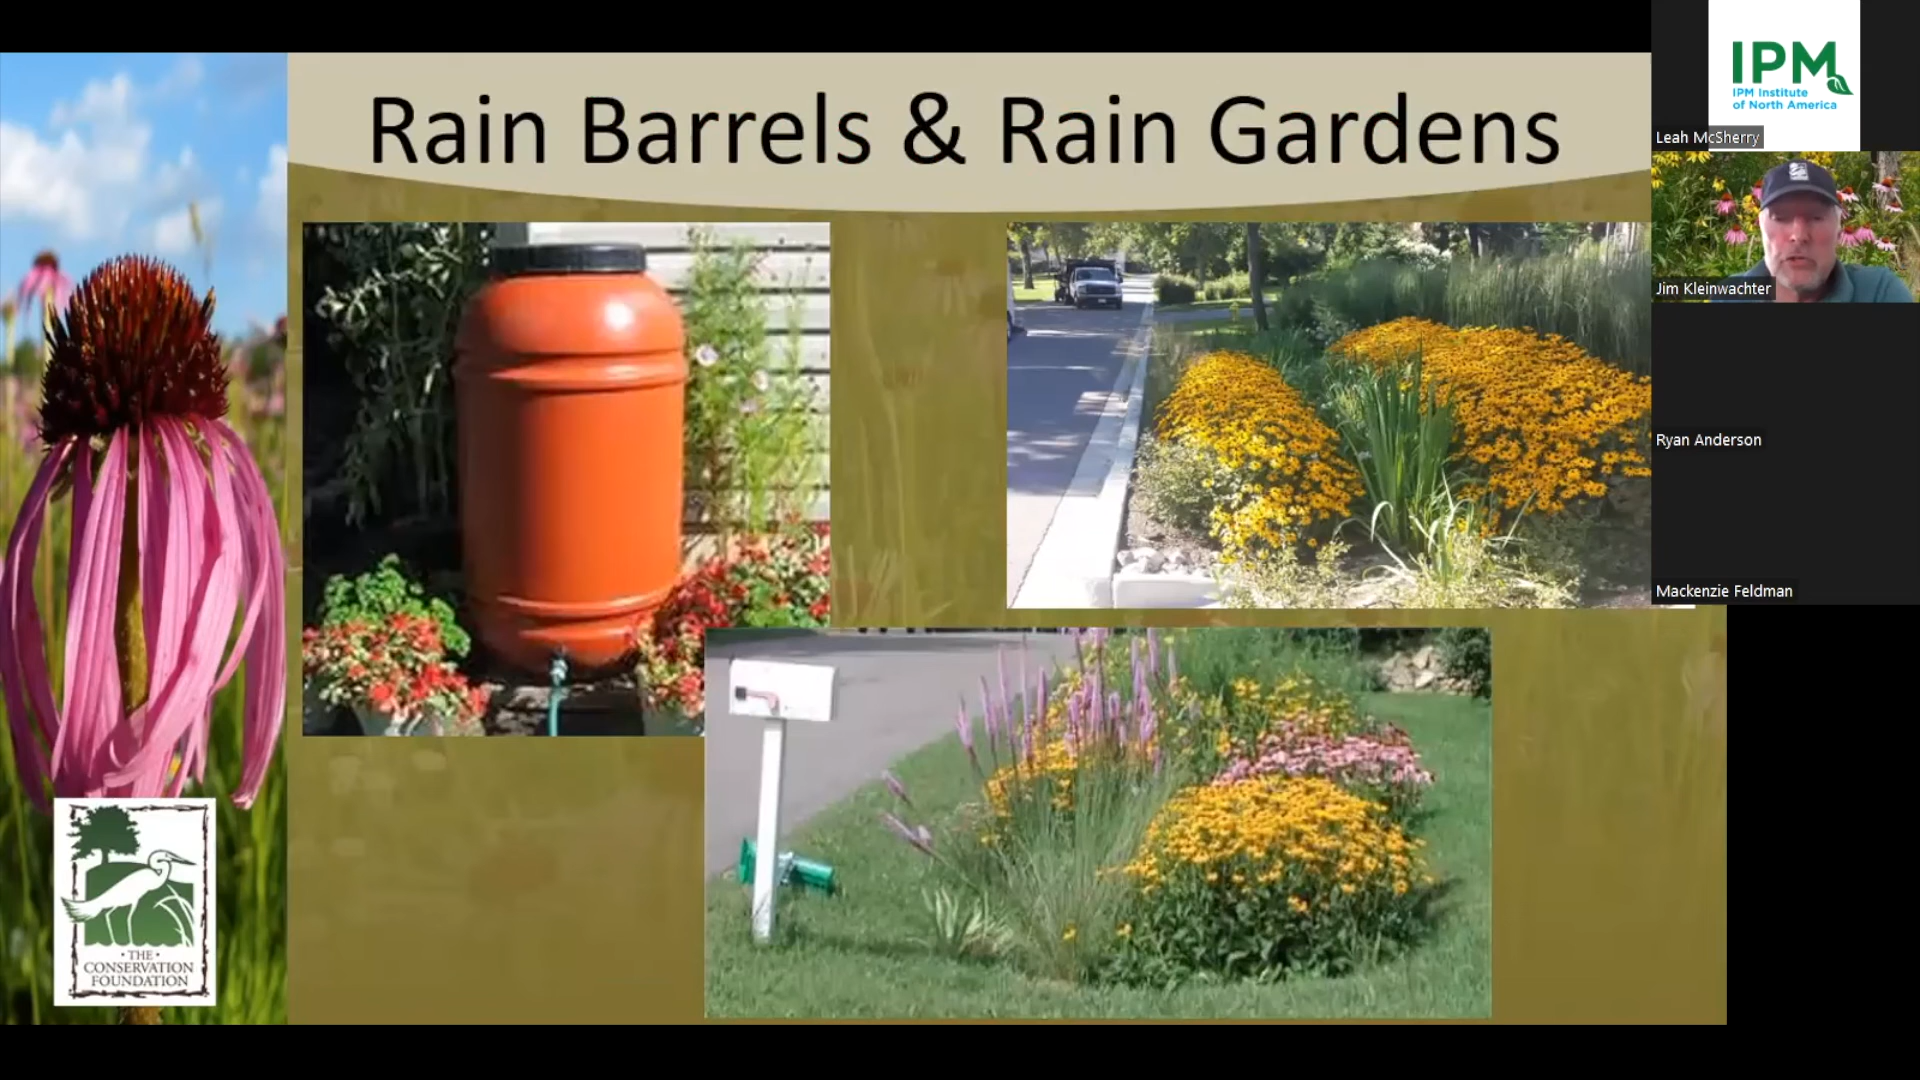 Rain Barrels & Rain Gardens
IPM
IPM Institute
of North America
Leah McSherry
Jim Kleinwachter
Ryan Anderson
Mackenzie Feldman
• THE •
CONSERVATION
FOUNDATION